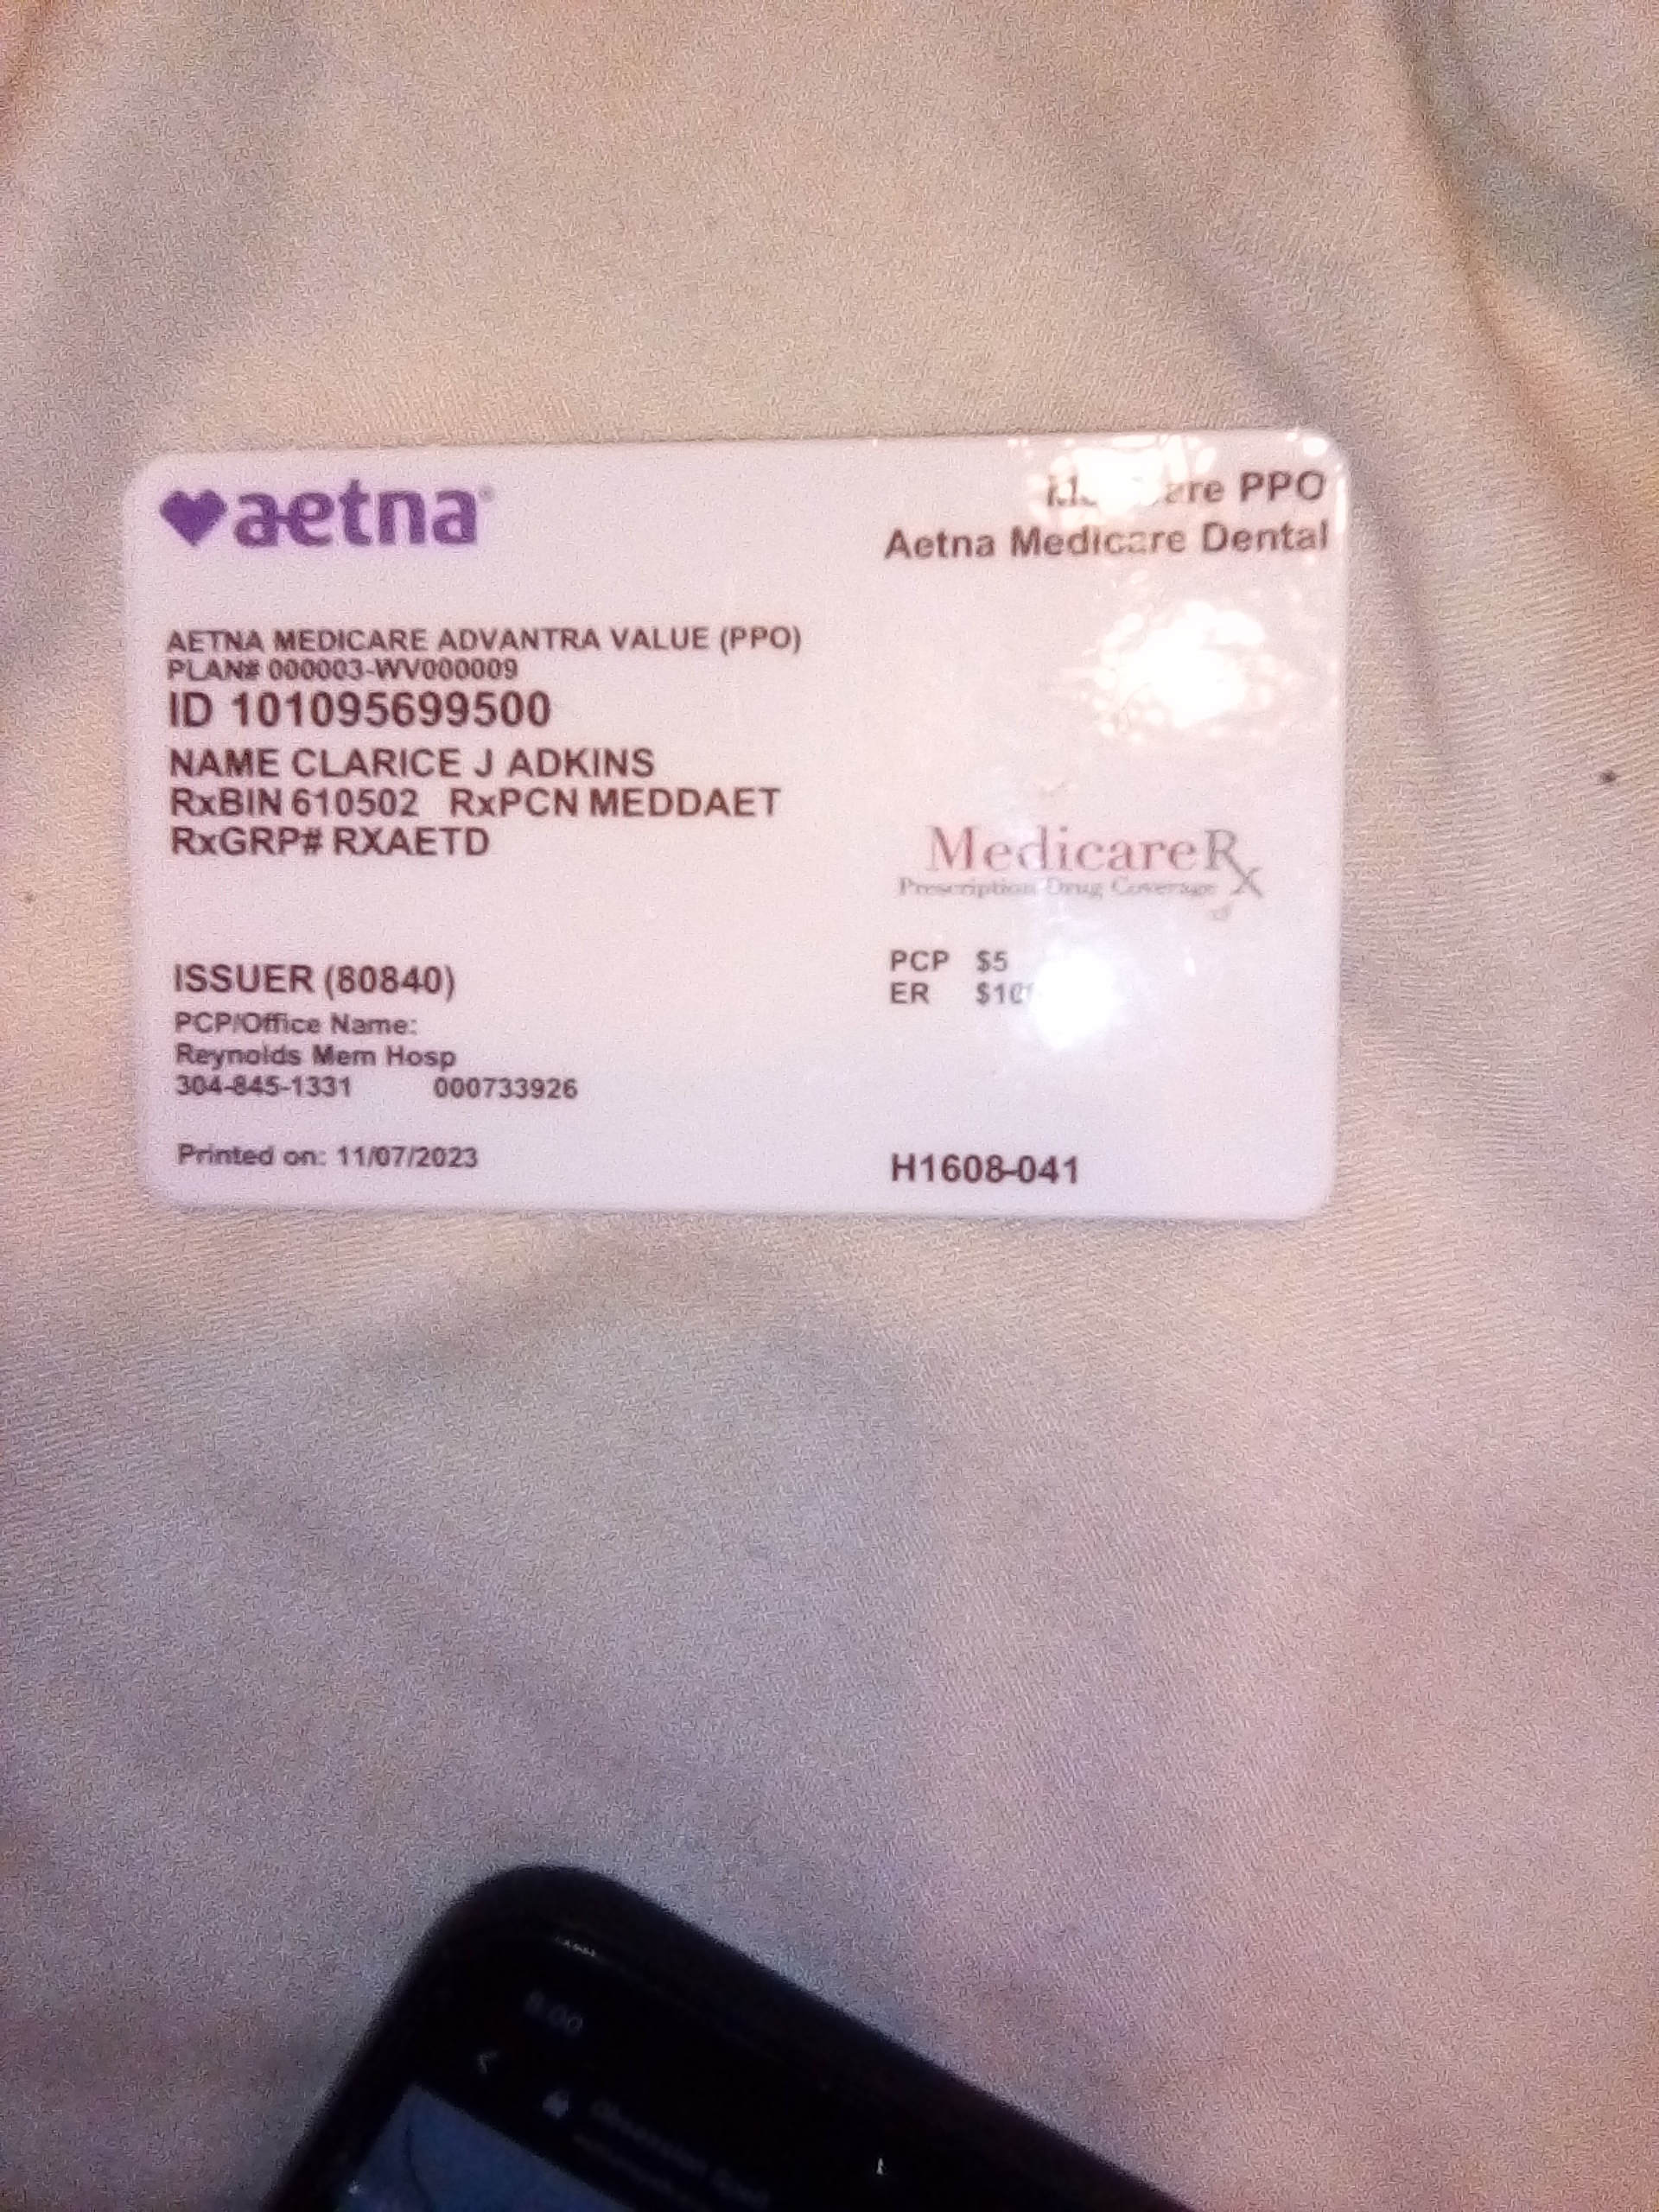 aetna®
PPO
Aetna Medicare Dental
AETNA MEDICARE ADVANTRA VALUE (PPO)
PLAN# 000003-WV000009
ID 101095699500
NAME CLARICE J ADKINS
RxBIN 610502 RxPCN MEDDAET
RxGRP# RXAETD
MedicareRx
Prescription Drug Coverage
ISSUER (80840)
PCP $5
ER
PCP/Office Name:
Reynolds Mem Hosp
304-845-1331 000733926
Printed on: 11/07/2023
H1608-041